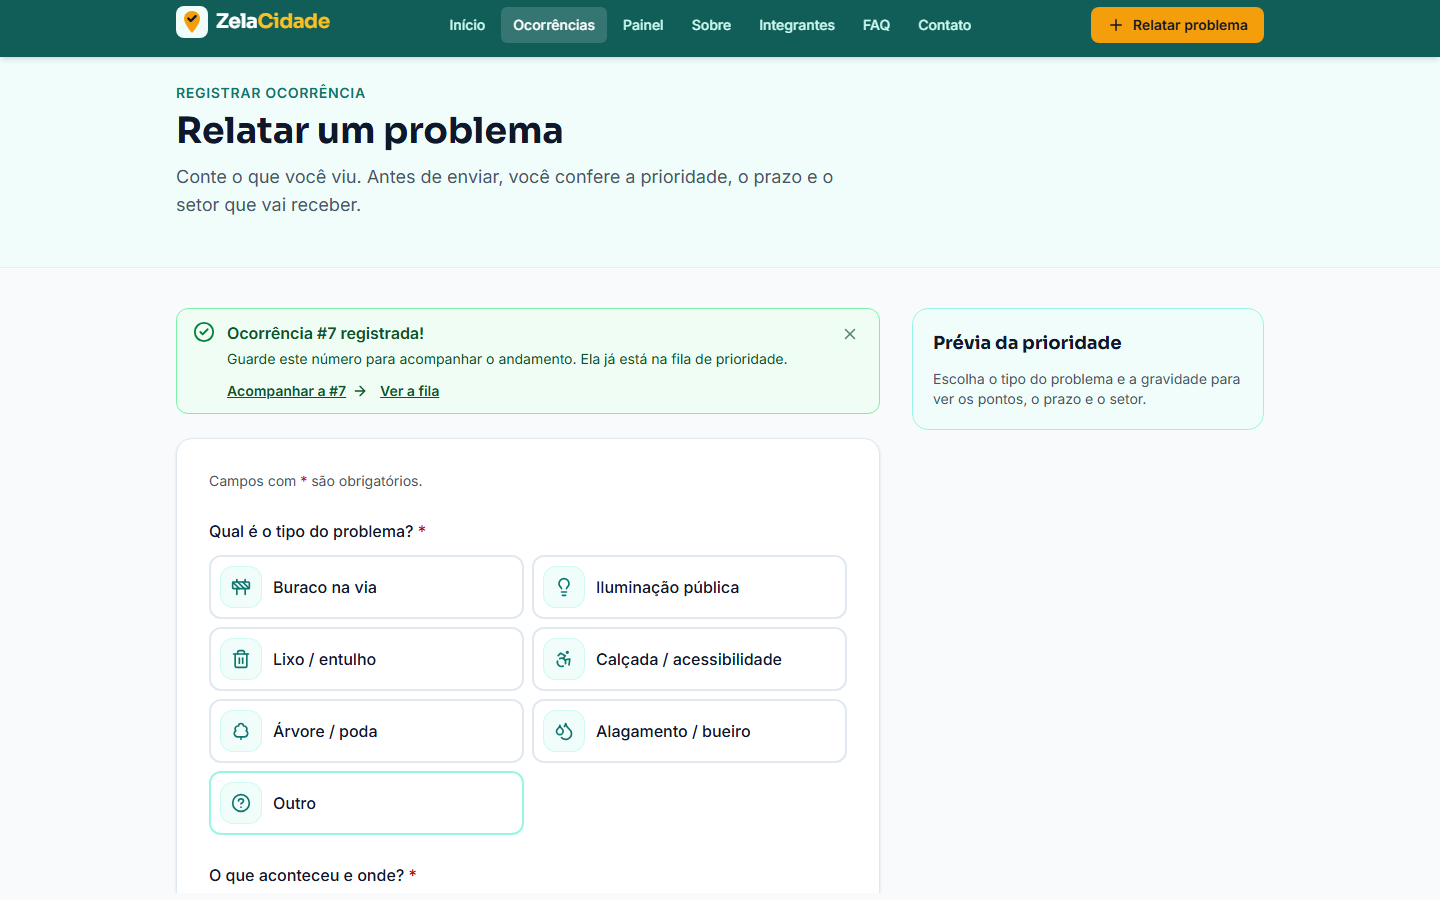 ZelaCidade
Início
Ocorrências
Painel
Sobre
Integrantes
FAQ
Contato
Relatar problema
REGISTRAR OCORRÊNCIA
Relatar um problema
Conte o que você viu. Antes de enviar, você confere a prioridade, o prazo e o
setor que vai receber.
Ocorrência #7 registrada!
Guarde este número para acompanhar o andamento. Ela já está na fila de prioridade.
Acompanhar a #7 → Ver a fila
Prévia da prioridade
Escolha o tipo do problema e a gravidade para
ver os pontos, o prazo e o setor.
Campos com * são obrigatórios.
Qual é o tipo do problema? *
Buraco na via
Iluminação pública
Lixo / entulho
Calçada / acessibilidade
Árvore / poda
Alagamento / bueiro
Outro
O que aconteceu e onde? *